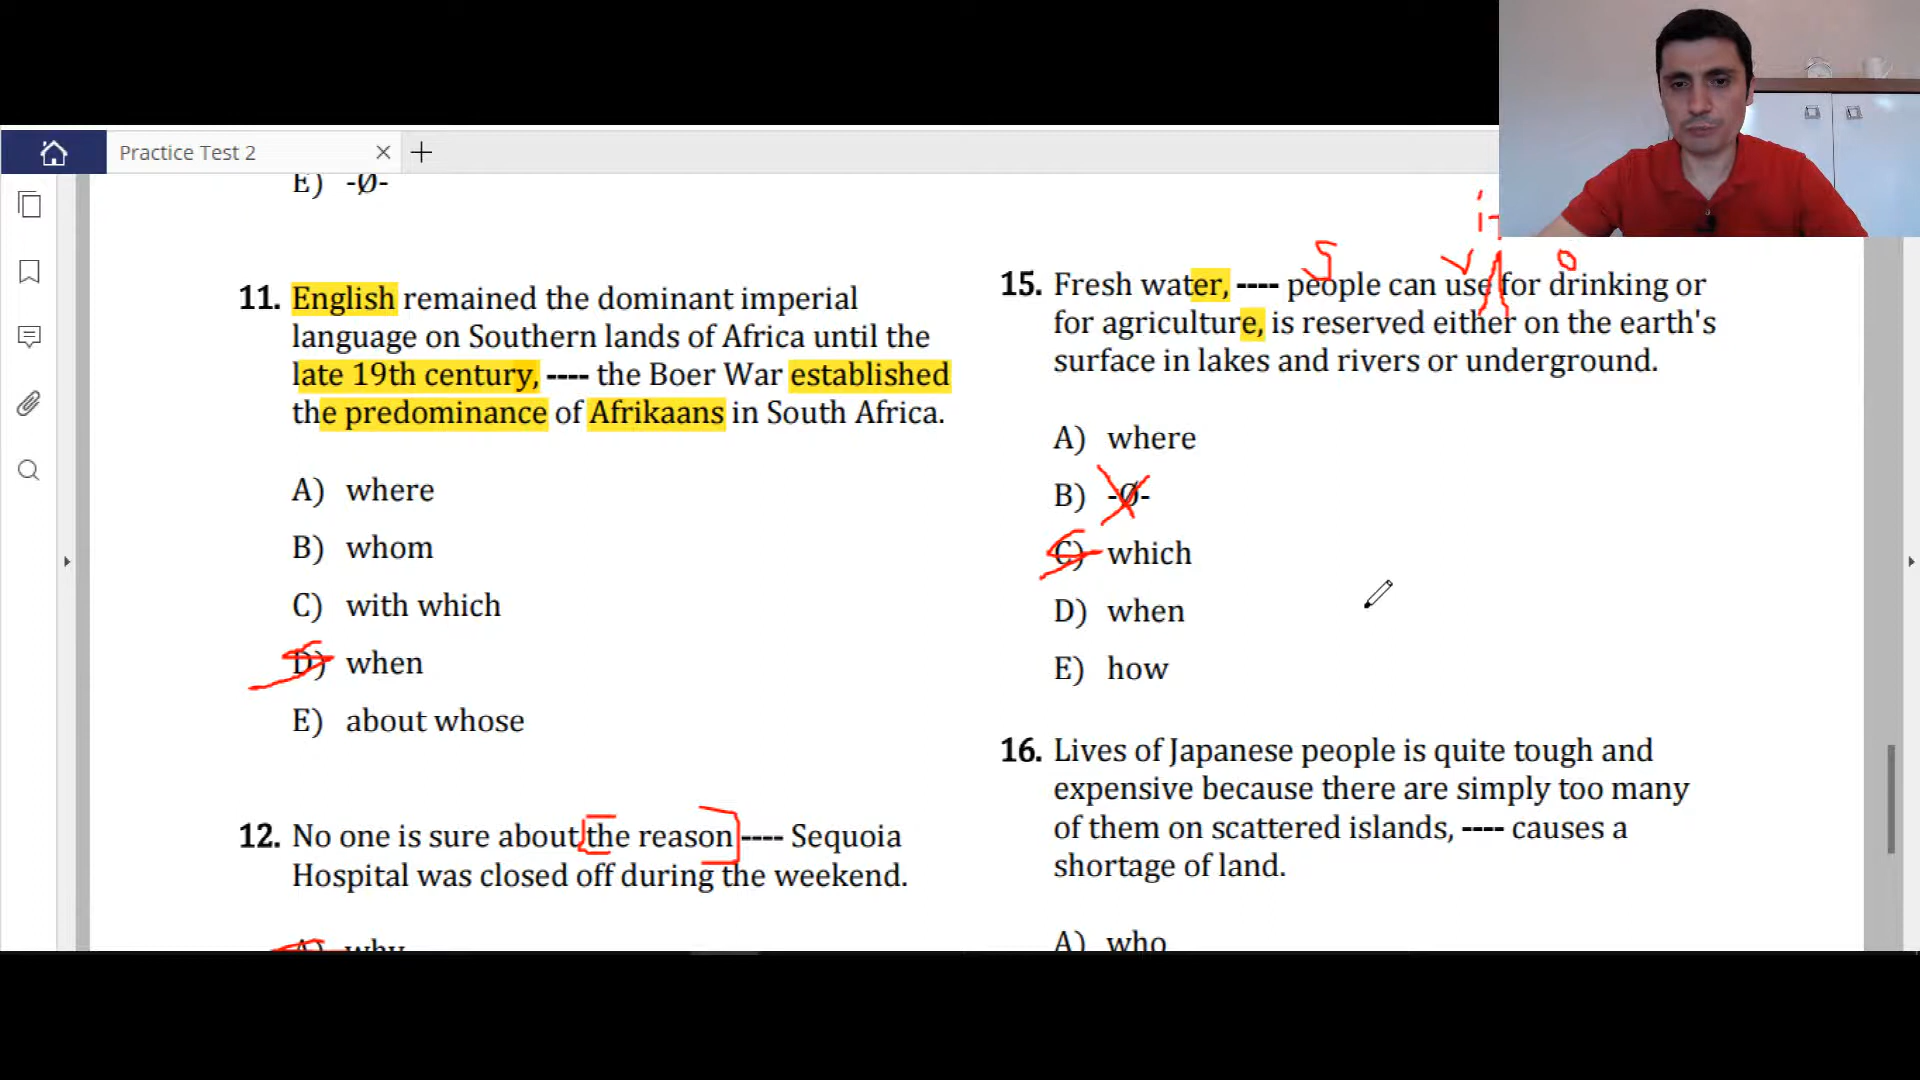 Practice Test 2
E) -Ø-
11. English remained the dominant imperial
language on Southern lands of Africa until the
late 19th century, ---- the Boer War established
the predominance of Afrikaans in South Africa.
A) where
B) whom
C) with which
D) when
E) about whose
12. No one is sure about the reason ---- Sequoia
Hospital was closed off during the weekend.
A) why
S
V
O
15. Fresh water, ---- people can use for drinking or
for agriculture, is reserved either on the earth's
surface in lakes and rivers or underground.
A) where
B) -Ø-
C) which
D) when
E) how
16. Lives of Japanese people is quite tough and
expensive because there are simply too many
of them on scattered islands, ---- causes a
shortage of land.
A) who